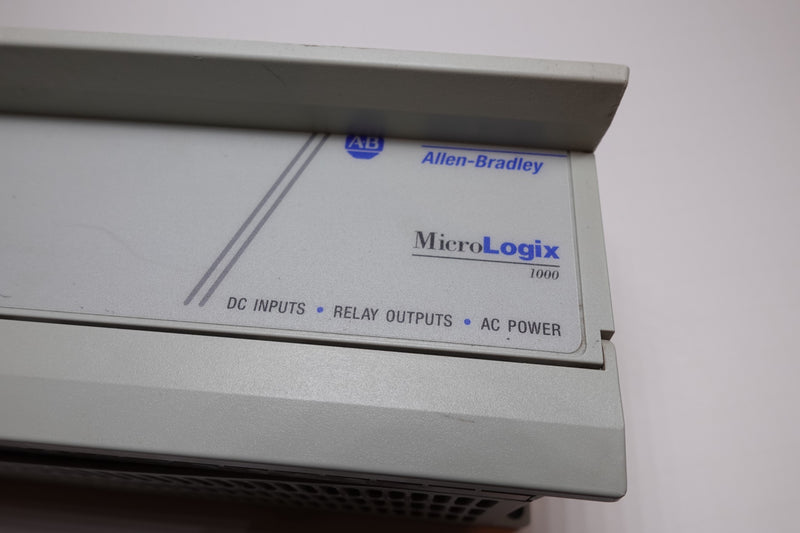 AB
Allen-Bradley
MicroLogix
1000
DC INPUTS • RELAY OUTPUTS • AC POWER